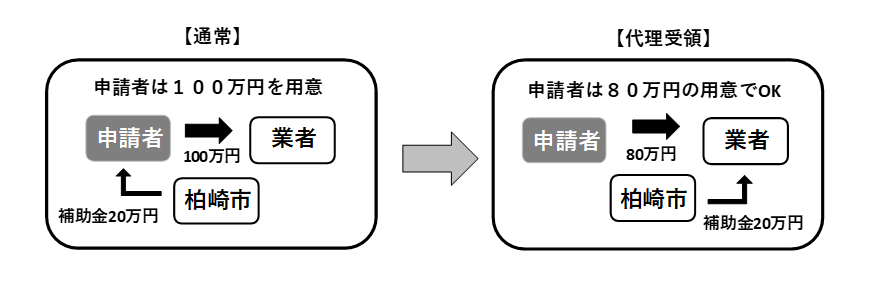 【通常】
申請者は１００万円を用意
申請者
100万円
業者
補助金20万円
柏崎市
【代理受領】
申請者は８０万円の用意でOK
申請者
80万円
業者
柏崎市
補助金20万円